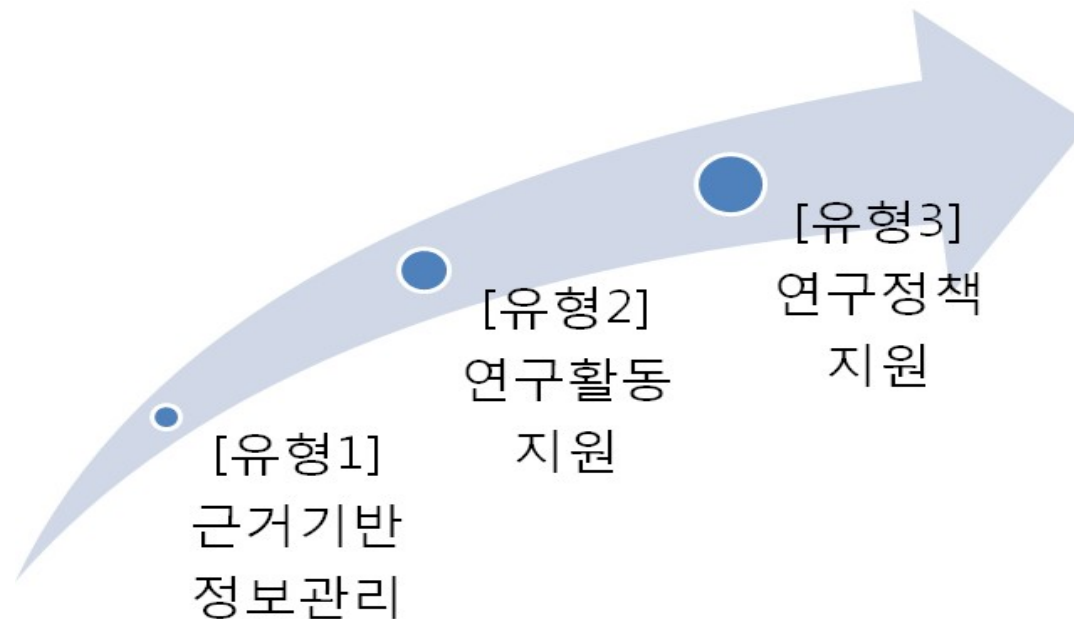 [유형1]
근거기반
정보관리
[유형2]
연구활동
지원
[유형3]
연구정책
지원